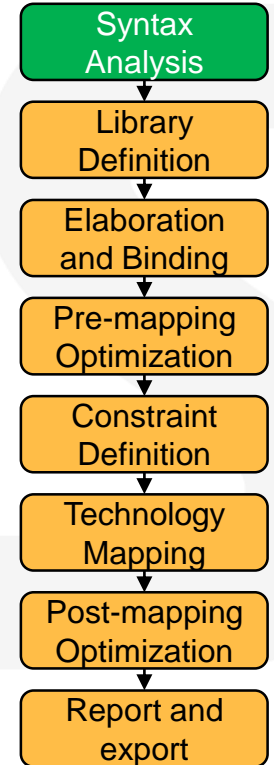 Syntax
Analysis
Library
Definition
Elaboration
and Binding
Pre-mapping
Optimization
Constraint
Definition
Technology
Mapping
Post-mapping
Optimization
Report and
export